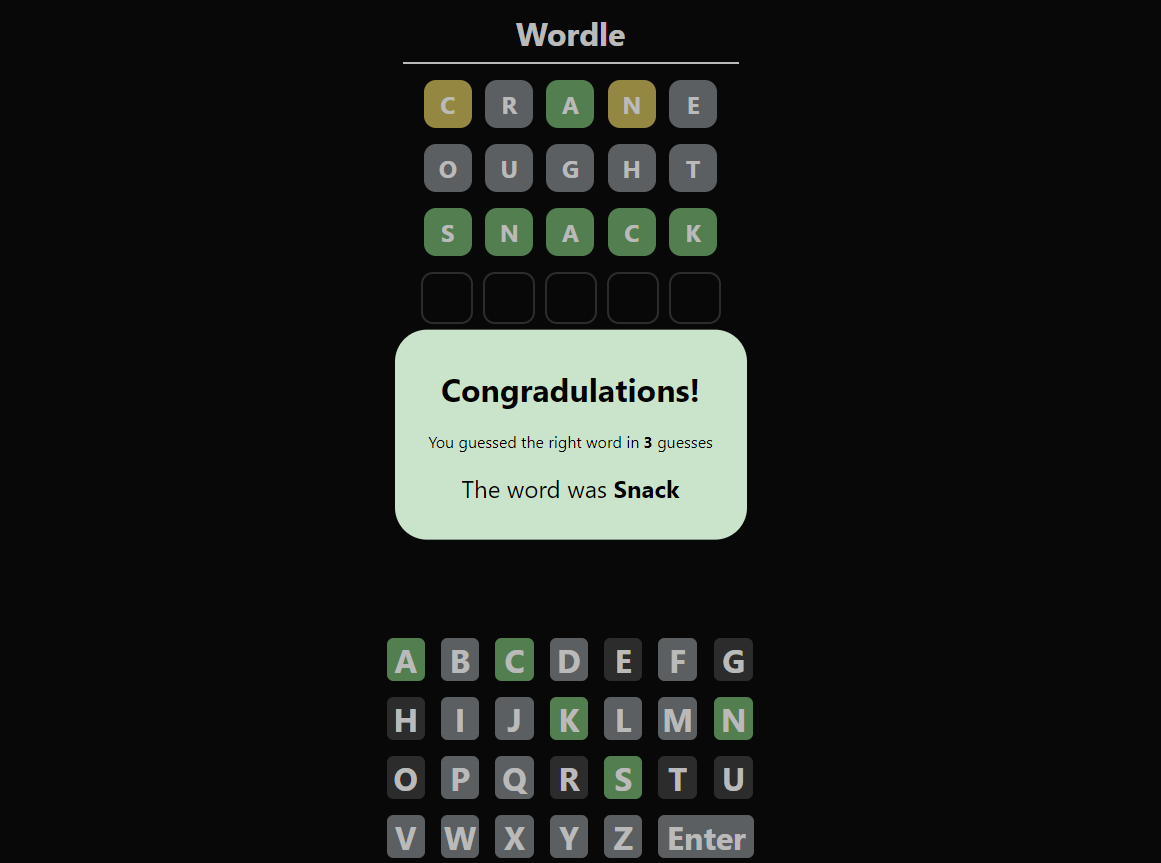 Wordle
C R A N E
O U G H T
S N A C K
Congradulations!
You guessed the right word in 3 guesses
The word was Snack
A B C D E F G
H I J K L M N
O P Q R S T U
V W X Y Z Enter